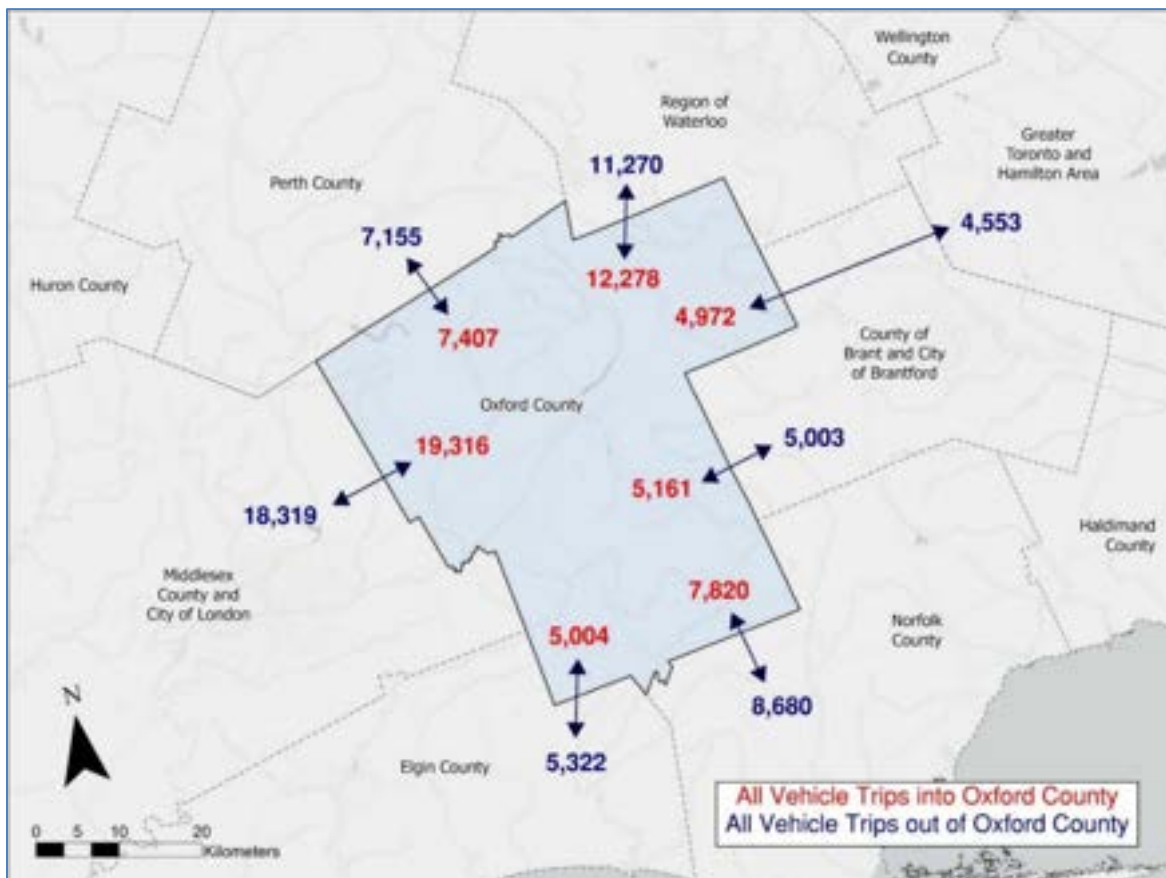 Wellington
County
Region of
Waterloo
Greater
Toronto and
Hamilton Area
11,270
Perth County
4,553
7,155
12,278
Huron County
4,972
7,407
County of
Brant and City
of Brantford
Oxford County
19,316
5,003
5,161
18,319
Haldimand
County
Middlesex
County and
City of London
7,820
Norfolk
County
5,004
8,680
N
5,322
Elgin County
All Vehicle Trips into Oxford County
All Vehicle Trips out of Oxford County
0 5 10 20
Kilometers